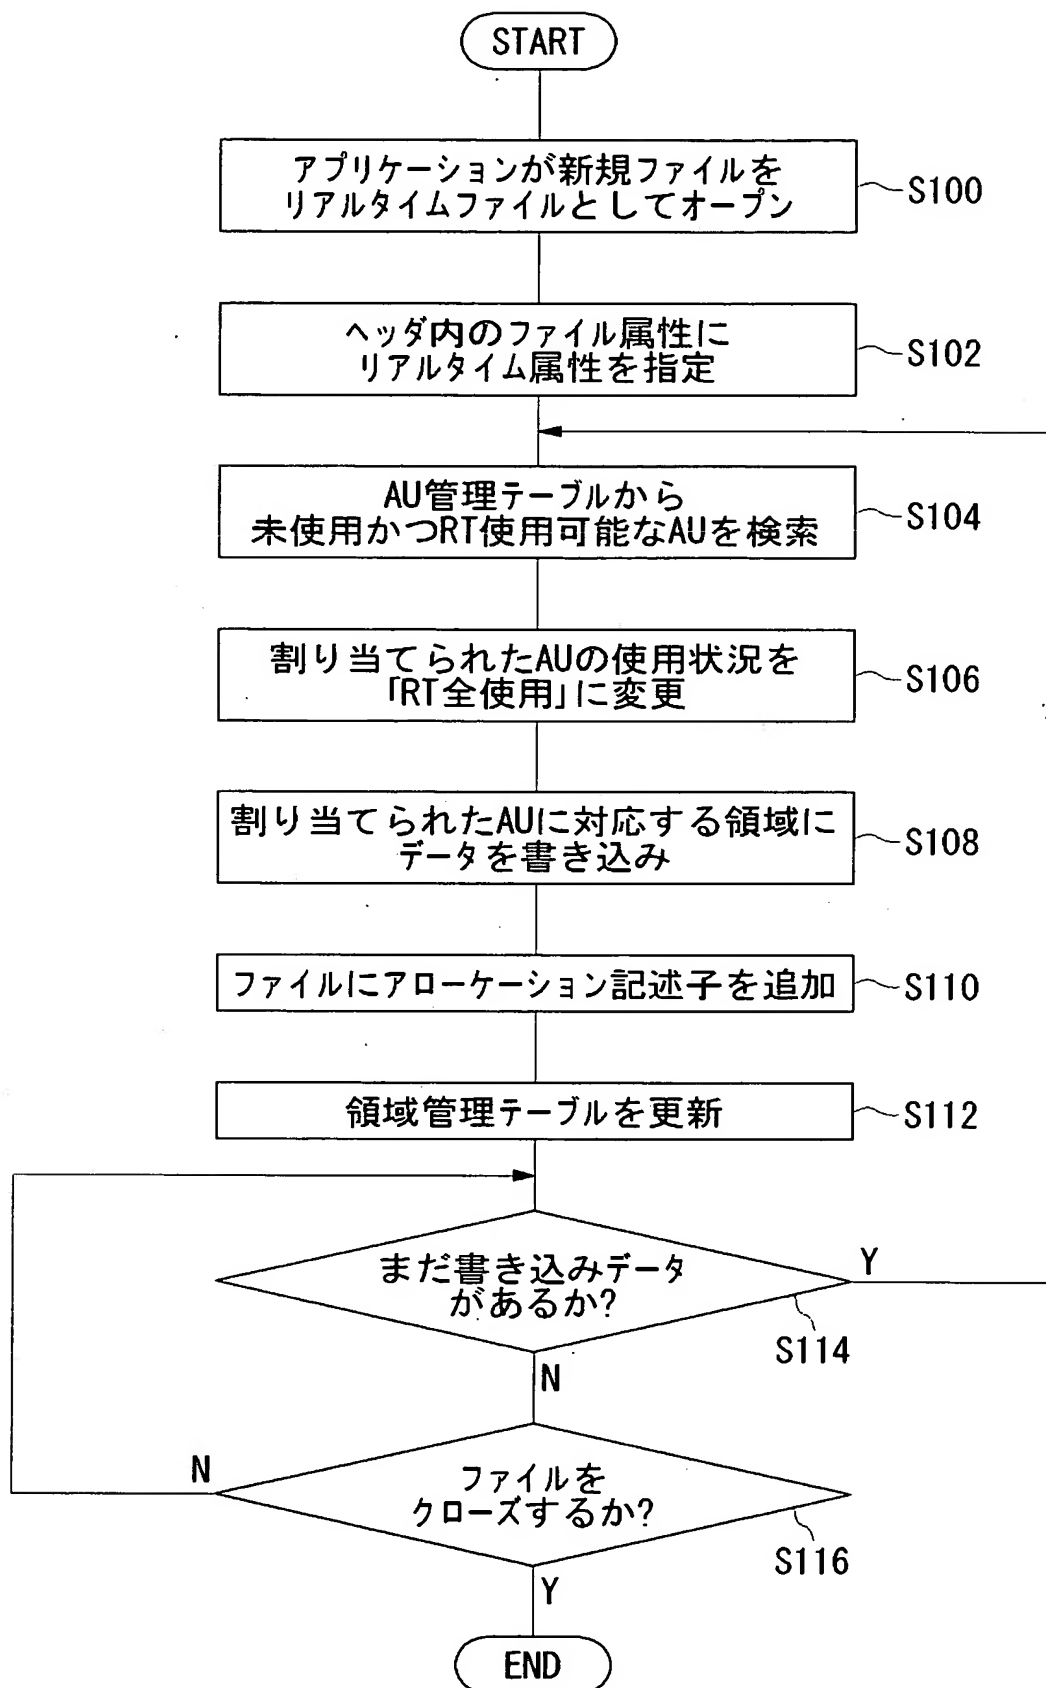 START
アプリケーションが新規ファイルを
リアルタイムファイルとしてオープン
S100
ヘッダ内のファイル属性に
リアルタイム属性を指定
S102
AU管理テーブルから
未使用かつRT使用可能なAUを検索
S104
割り当てられたAUの使用状況を
「RT全使用」に変更
S106
割り当てられたAUに対応する領域に
データを書き込み
S108
ファイルにアローケーション記述子を追加
S110
領域管理テーブルを更新
S112
まだ書き込みデータ
があるか?
Y
S114
N
ファイルを
クローズするか?
N
S116
Y
END